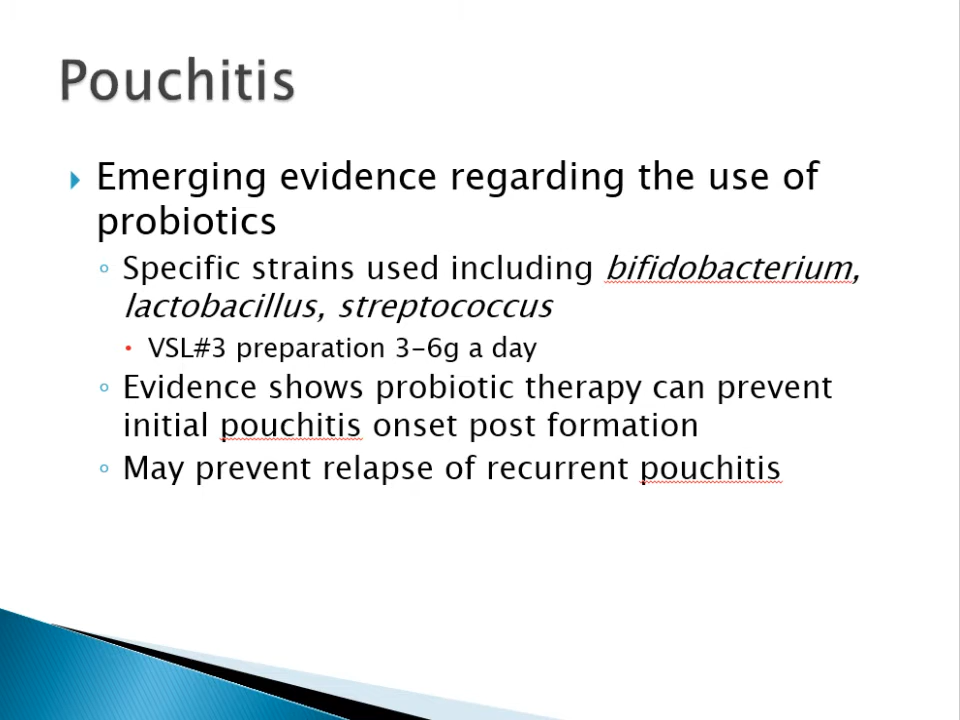 Pouchitis
Emerging evidence regarding the use of
probiotics
Specific strains used including bifidobacterium,
lactobacillus, streptococcus
VSL#3 preparation 3-6g a day
Evidence shows probiotic therapy can prevent
initial pouchitis onset post formation
May prevent relapse of recurrent pouchitis